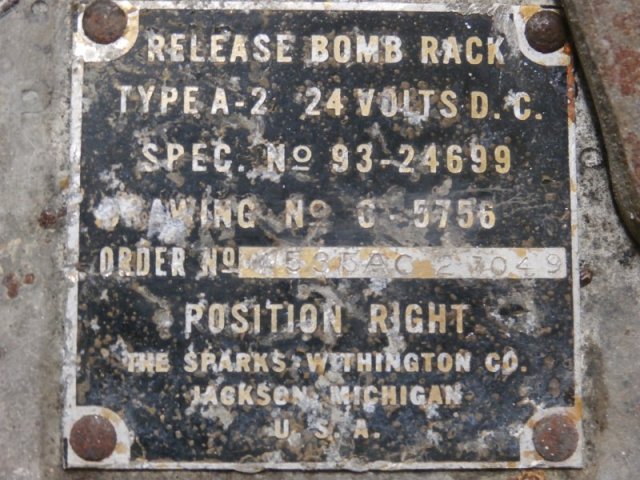 RELEASE BOMB RACK
TYPE A-2 24 VOLTS D.C.
SPEC. Nº 93-24699
DRAWING Nº C-5756
ORDER Nº
POSITION RIGHT
THE SPARKS-WITHINGTON CO.
JACKSON, MICHIGAN
U.S.A.